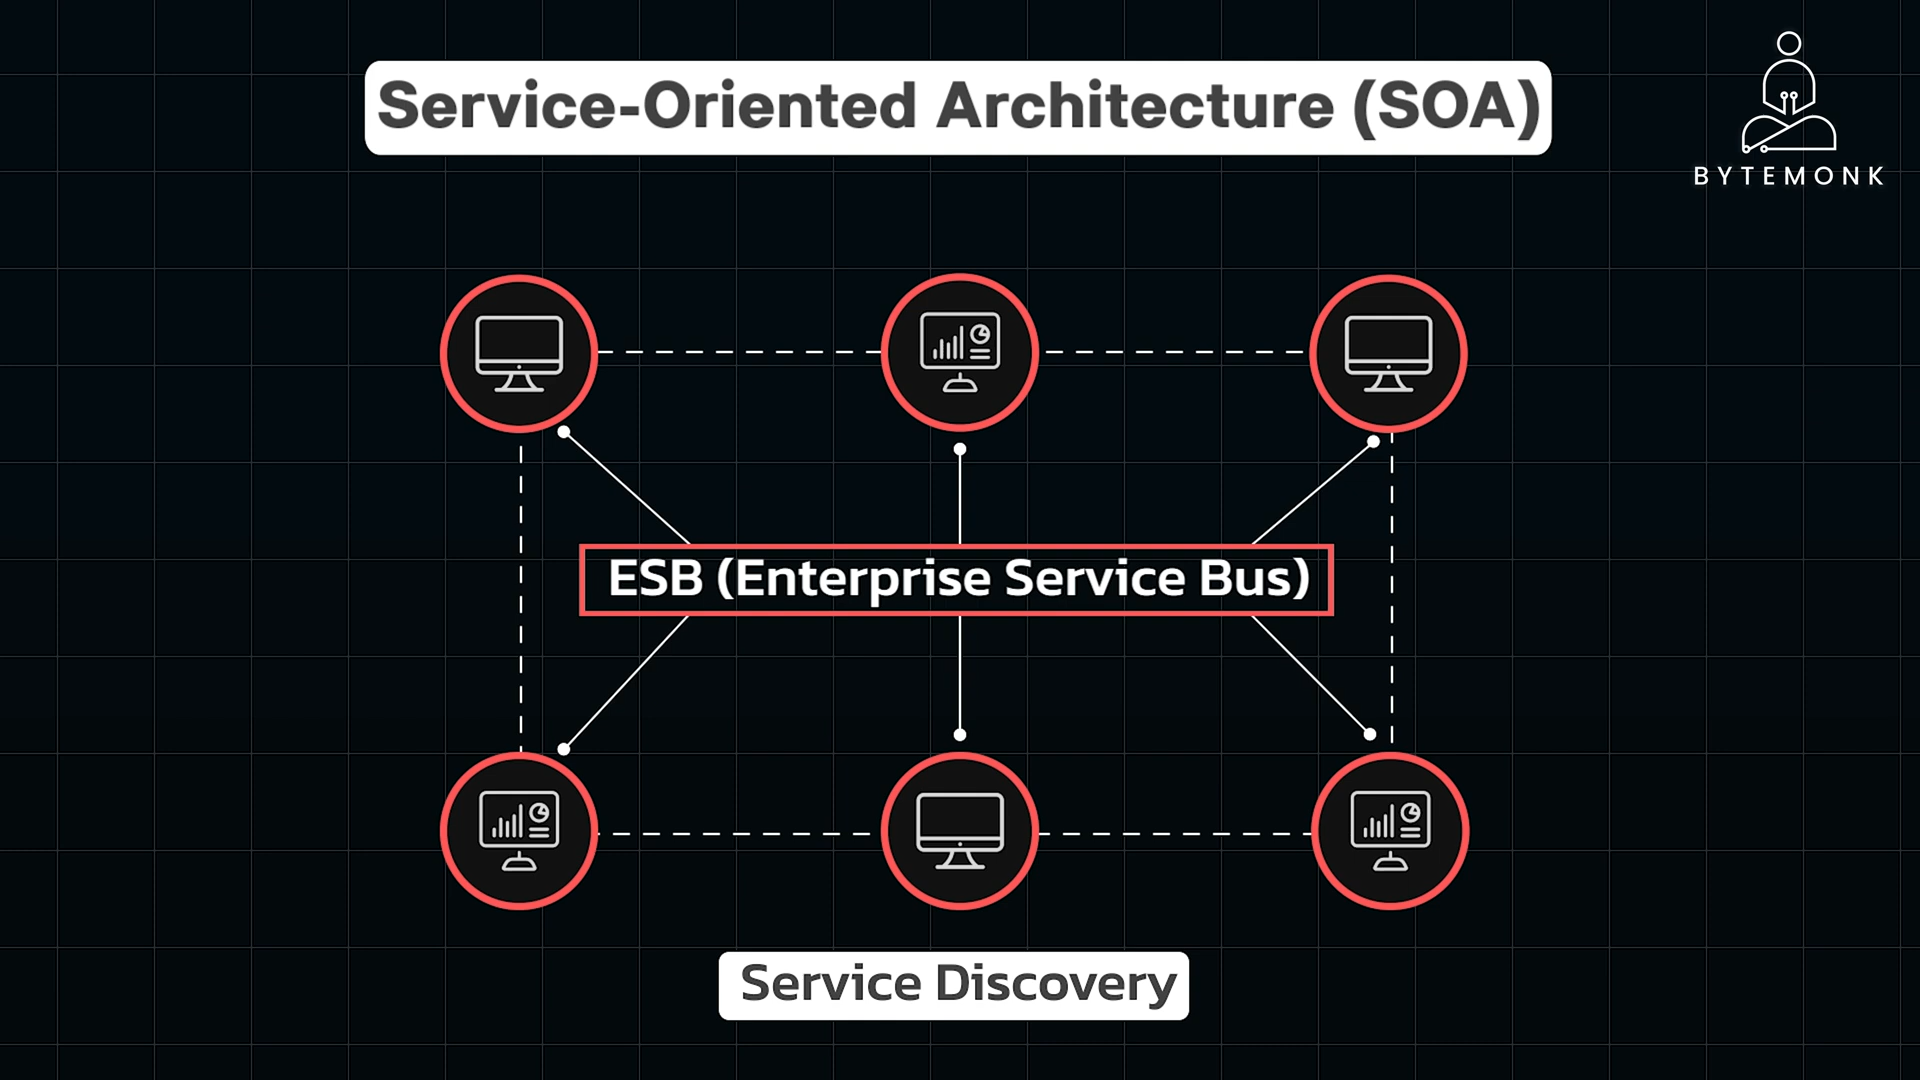 Service-Oriented Architecture (SOA)
BYTEMONK
ESB (Enterprise Service Bus)
Service Discovery